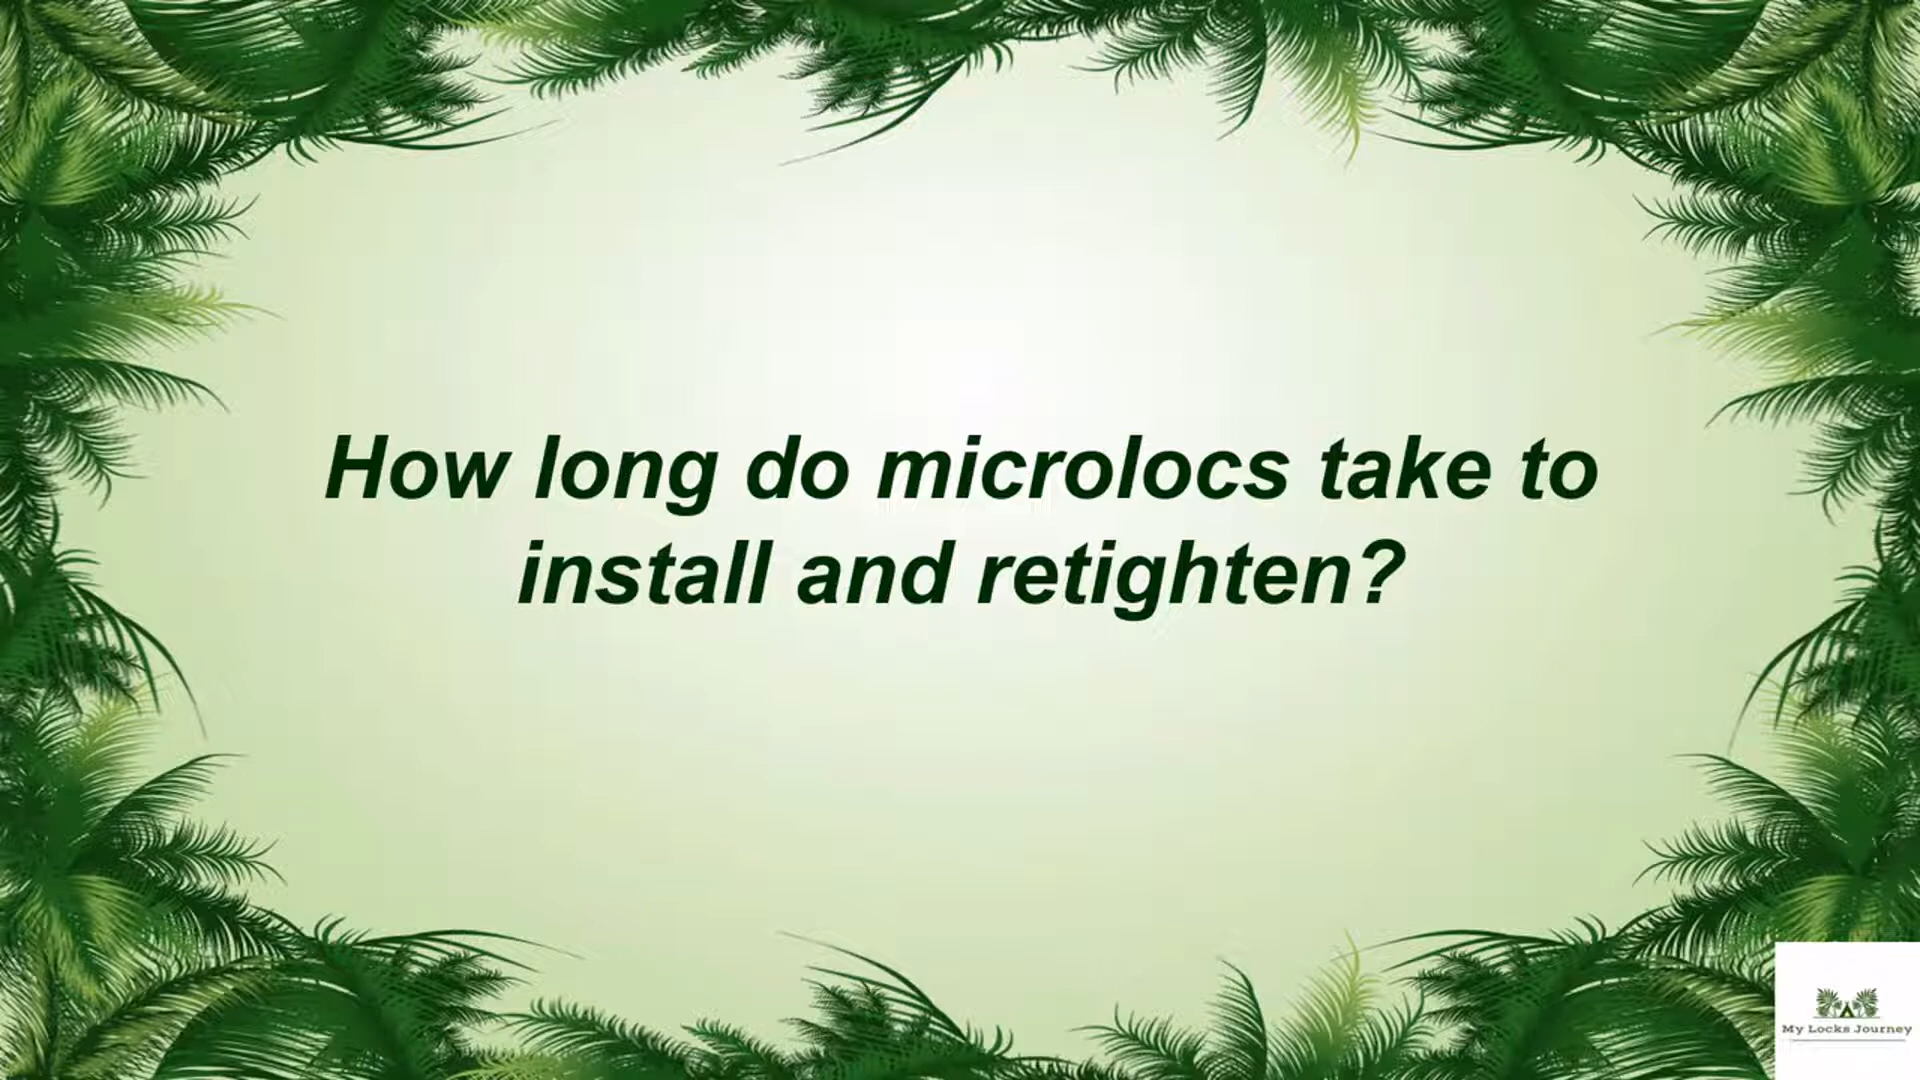 How long do microlocs take to
install and retighten?
My Locks Journey